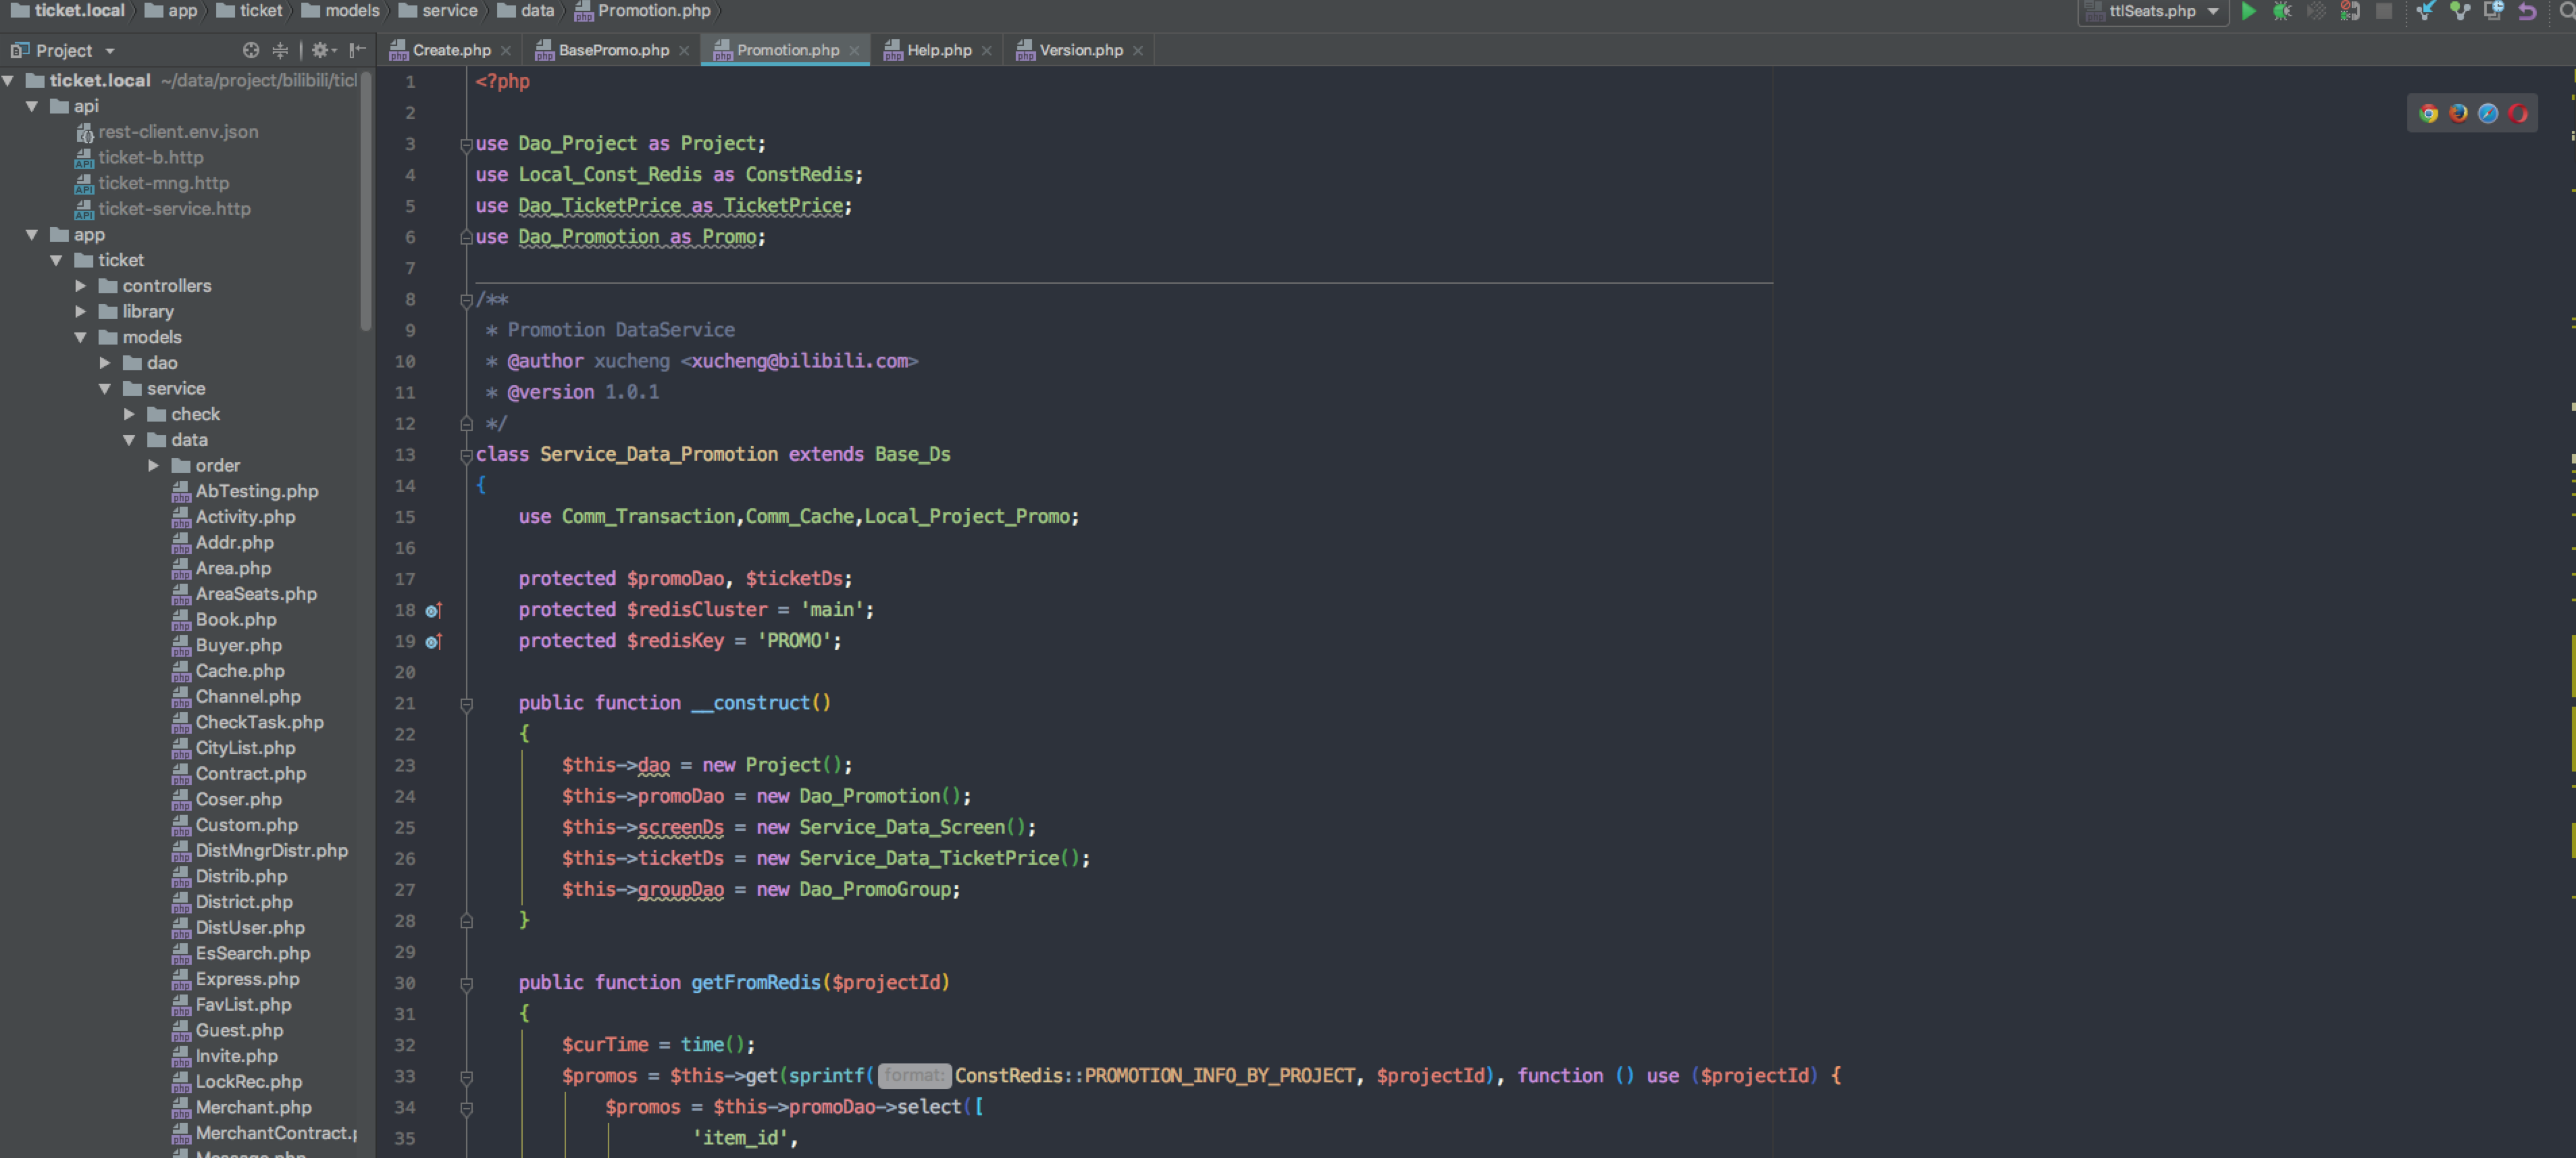 ticket.local app ticket models service data Promotion.php
ttlSeats.php
Project
Create.php BasePromo.php Promotion.php Help.php Version.php
ticket.local ~/data/project/bilibili/ticl
api
rest-client.env.json
ticket-b.http
ticket-mng.http
ticket-service.http
app
ticket
controllers
library
models
dao
service
check
data
order
AbTesting.php
Activity.php
Addr.php
Area.php
AreaSeats.php
Book.php
Buyer.php
Cache.php
Channel.php
CheckTask.php
CityList.php
Contract.php
Coser.php
Custom.php
DistMngrDistr.php
Distrib.php
District.php
DistUser.php
EsSearch.php
Express.php
FavList.php
Guest.php
Invite.php
LockRec.php
Merchant.php
MerchantContract.p
Message.php
1 <?php
2
3 use Dao_Project as Project;
4 use Local_Const_Redis as ConstRedis;
5 use Dao_TicketPrice as TicketPrice;
6 use Dao_Promotion as Promo;
7
8 /**
9 * Promotion DataService
10 * @author xucheng <xucheng@bilibili.com>
11 * @version 1.0.1
12 */
13 class Service_Data_Promotion extends Base_Ds
14 {
15 use Comm_Transaction,Comm_Cache,Local_Project_Promo;
16
17 protected $promoDao, $ticketDs;
18 protected $redisCluster = 'main';
19 protected $redisKey = 'PROMO';
20
21 public function __construct()
22 {
23 $this->dao = new Project();
24 $this->promoDao = new Dao_Promotion();
25 $this->screenDs = new Service_Data_Screen();
26 $this->ticketDs = new Service_Data_TicketPrice();
27 $this->groupDao = new Dao_PromoGroup;
28 }
29
30 public function getFromRedis($projectId)
31 {
32 $curTime = time();
33 $promos = $this->get(sprintf( format: ConstRedis::PROMOTION_INFO_BY_PROJECT, $projectId), function () use ($projectId) {
34 $promos = $this->promoDao->select([
35 'item_id',